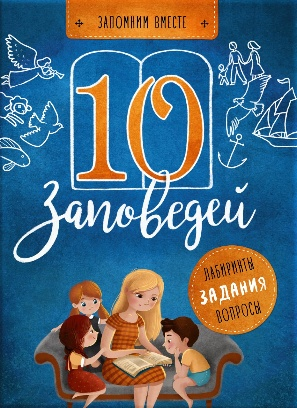 ЗАПОМНИМ ВМЕСТЕ
10
Заповедей
ЛАБИРИНТЫ
ЗАДАНИЯ
ВОПРОСЫ